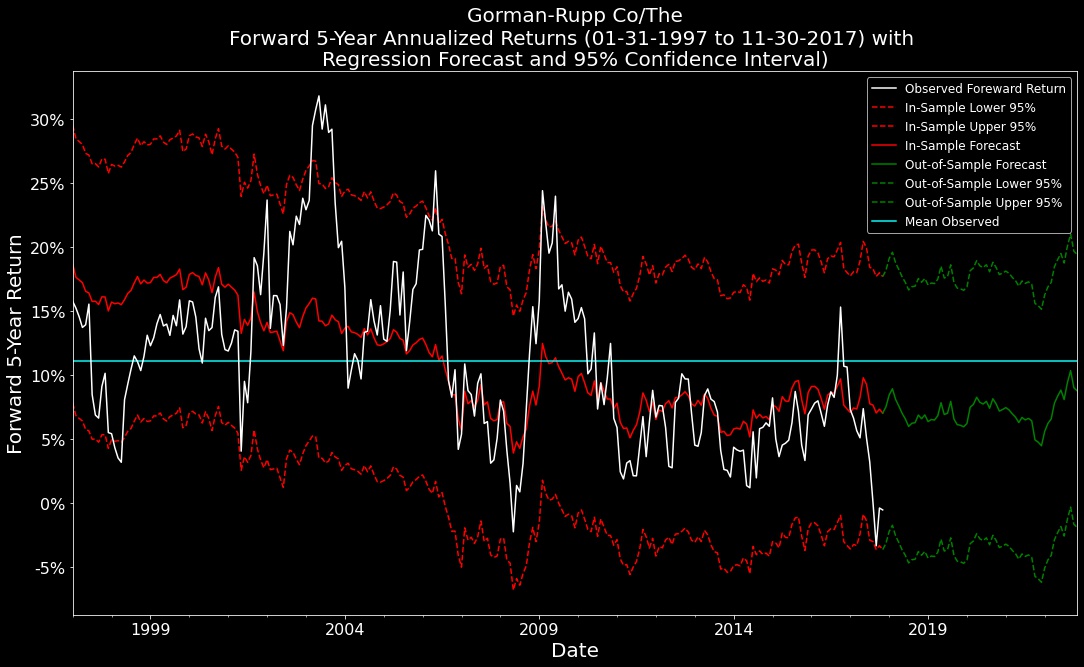 Gorman-Rupp Co/The
Forward 5-Year Annualized Returns (01-31-1997 to 11-30-2017) with
Regression Forecast and 95% Confidence Interval)
Observed Foreward Return
In-Sample Lower 95%
In-Sample Upper 95%
In-Sample Forecast
Out-of-Sample Forecast
Out-of-Sample Lower 95%
Out-of-Sample Upper 95%
Mean Observed
Forward 5-Year Return
30%
25%
20%
15%
10%
5%
0%
-5%
1999
2004
2009
2014
2019
Date